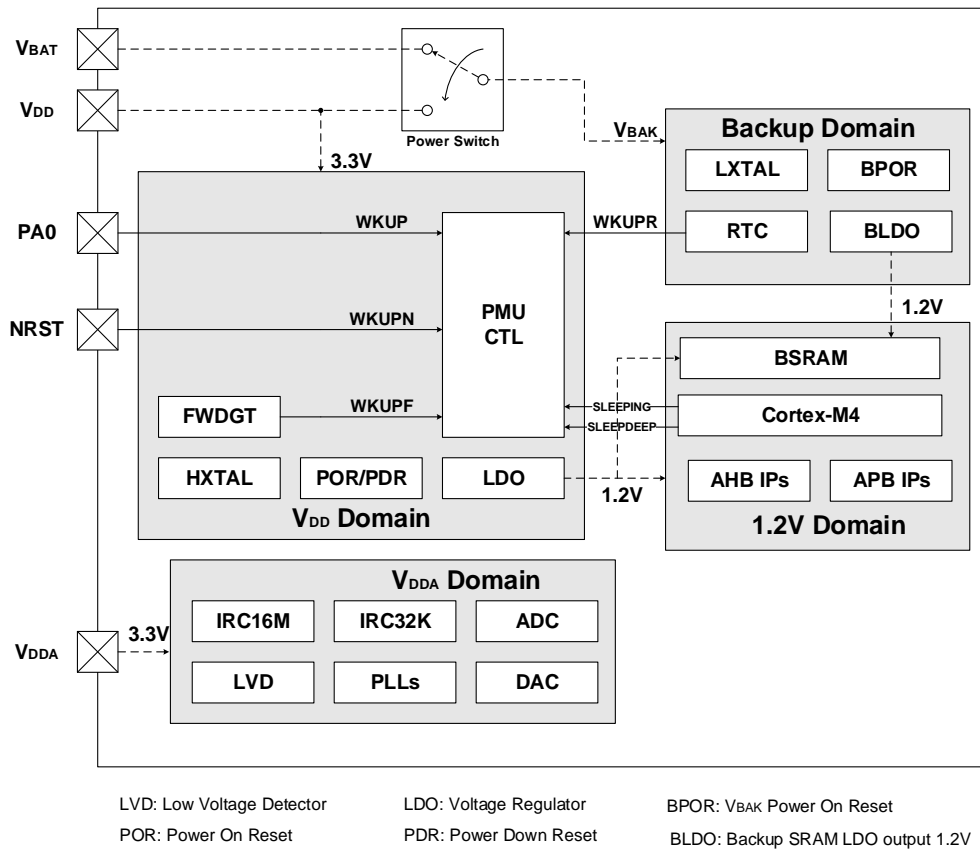 VBAT
VDD
Power Switch
VBAK
3.3V
Backup Domain
LXTAL
BPOR
RTC
BLDO
PA0
WKUP
WKUPR
PMU
CTL
1.2V
NRST
WKUPN
BSRAM
FWDGT
WKUPF
SLEEPING
SLEEPDEEP
Cortex-M4
HXTAL
POR/PDR
LDO
1.2V
AHB IPs
APB IPs
VDD Domain
1.2V Domain
VDDA Domain
IRC16M
IRC32K
ADC
VDDA
3.3V
LVD
PLLs
DAC
LVD: Low Voltage Detector
LDO: Voltage Regulator
BPOR: VBAK Power On Reset
POR: Power On Reset
PDR: Power Down Reset
BLDO: Backup SRAM LDO output 1.2V